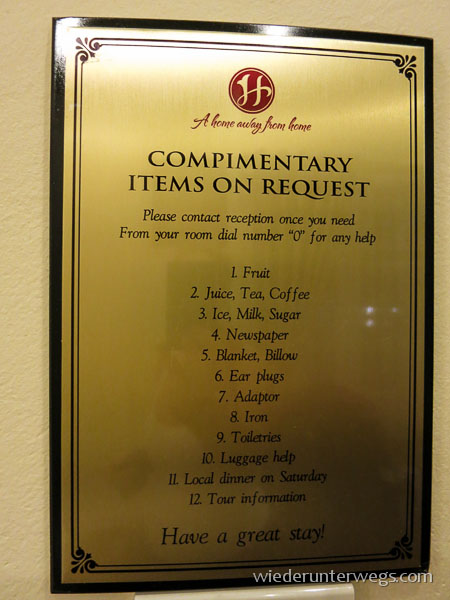 H
A home away from home
COMPIMENTARY
ITEMS ON REQUEST
Please contact reception once you need
From your room dial number "0" for any help
1. Fruit
2. Juice, Tea, Coffee
3. Ice, Milk, Sugar
4. Newspaper
5. Blanket, Billow
6. Ear plugs
7. Adaptor
8. Iron
9. Toiletries
10. Luggage help
11. Local dinner on Saturday
12. Tour information
Have a great stay!
wiederunterwegs.com